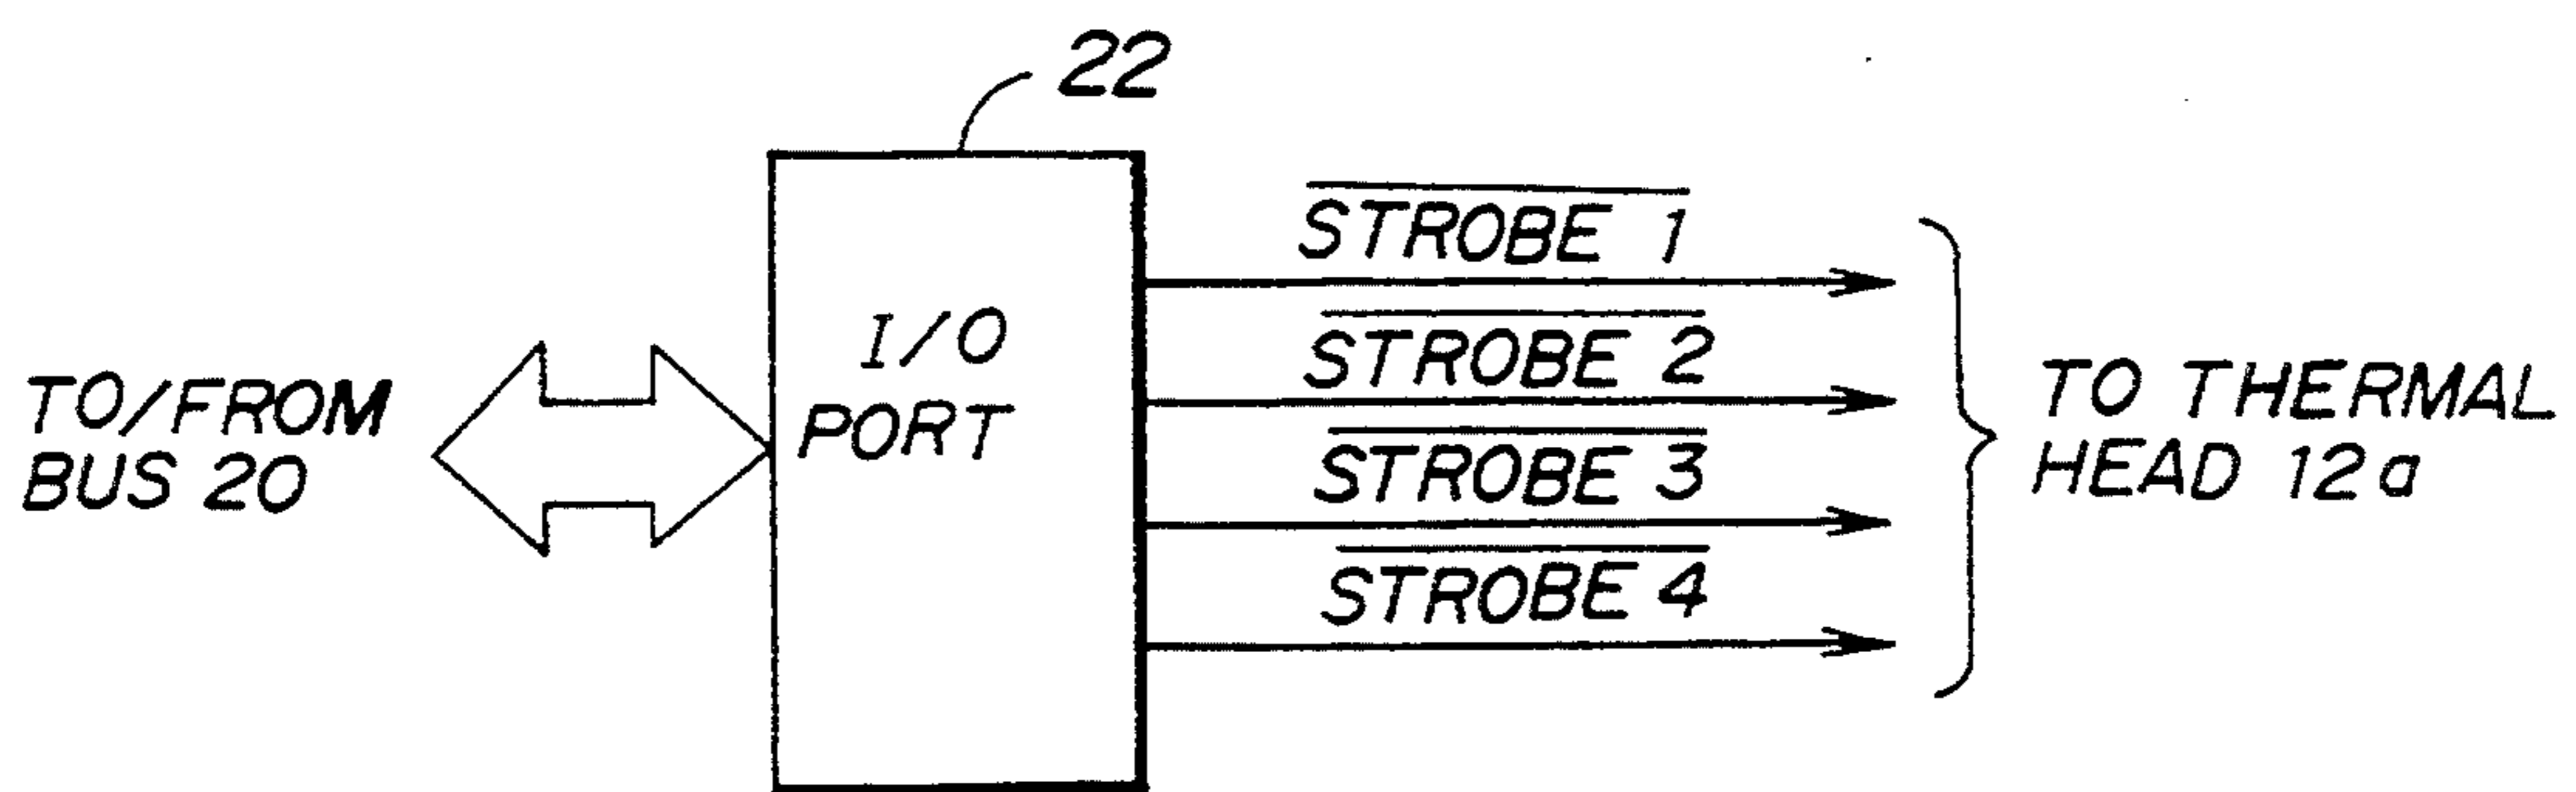 22
STROBE 1
STROBE 2
STROBE 3
STROBE 4
I/O
PORT
TO/FROM
BUS 20
TO THERMAL
HEAD 12a